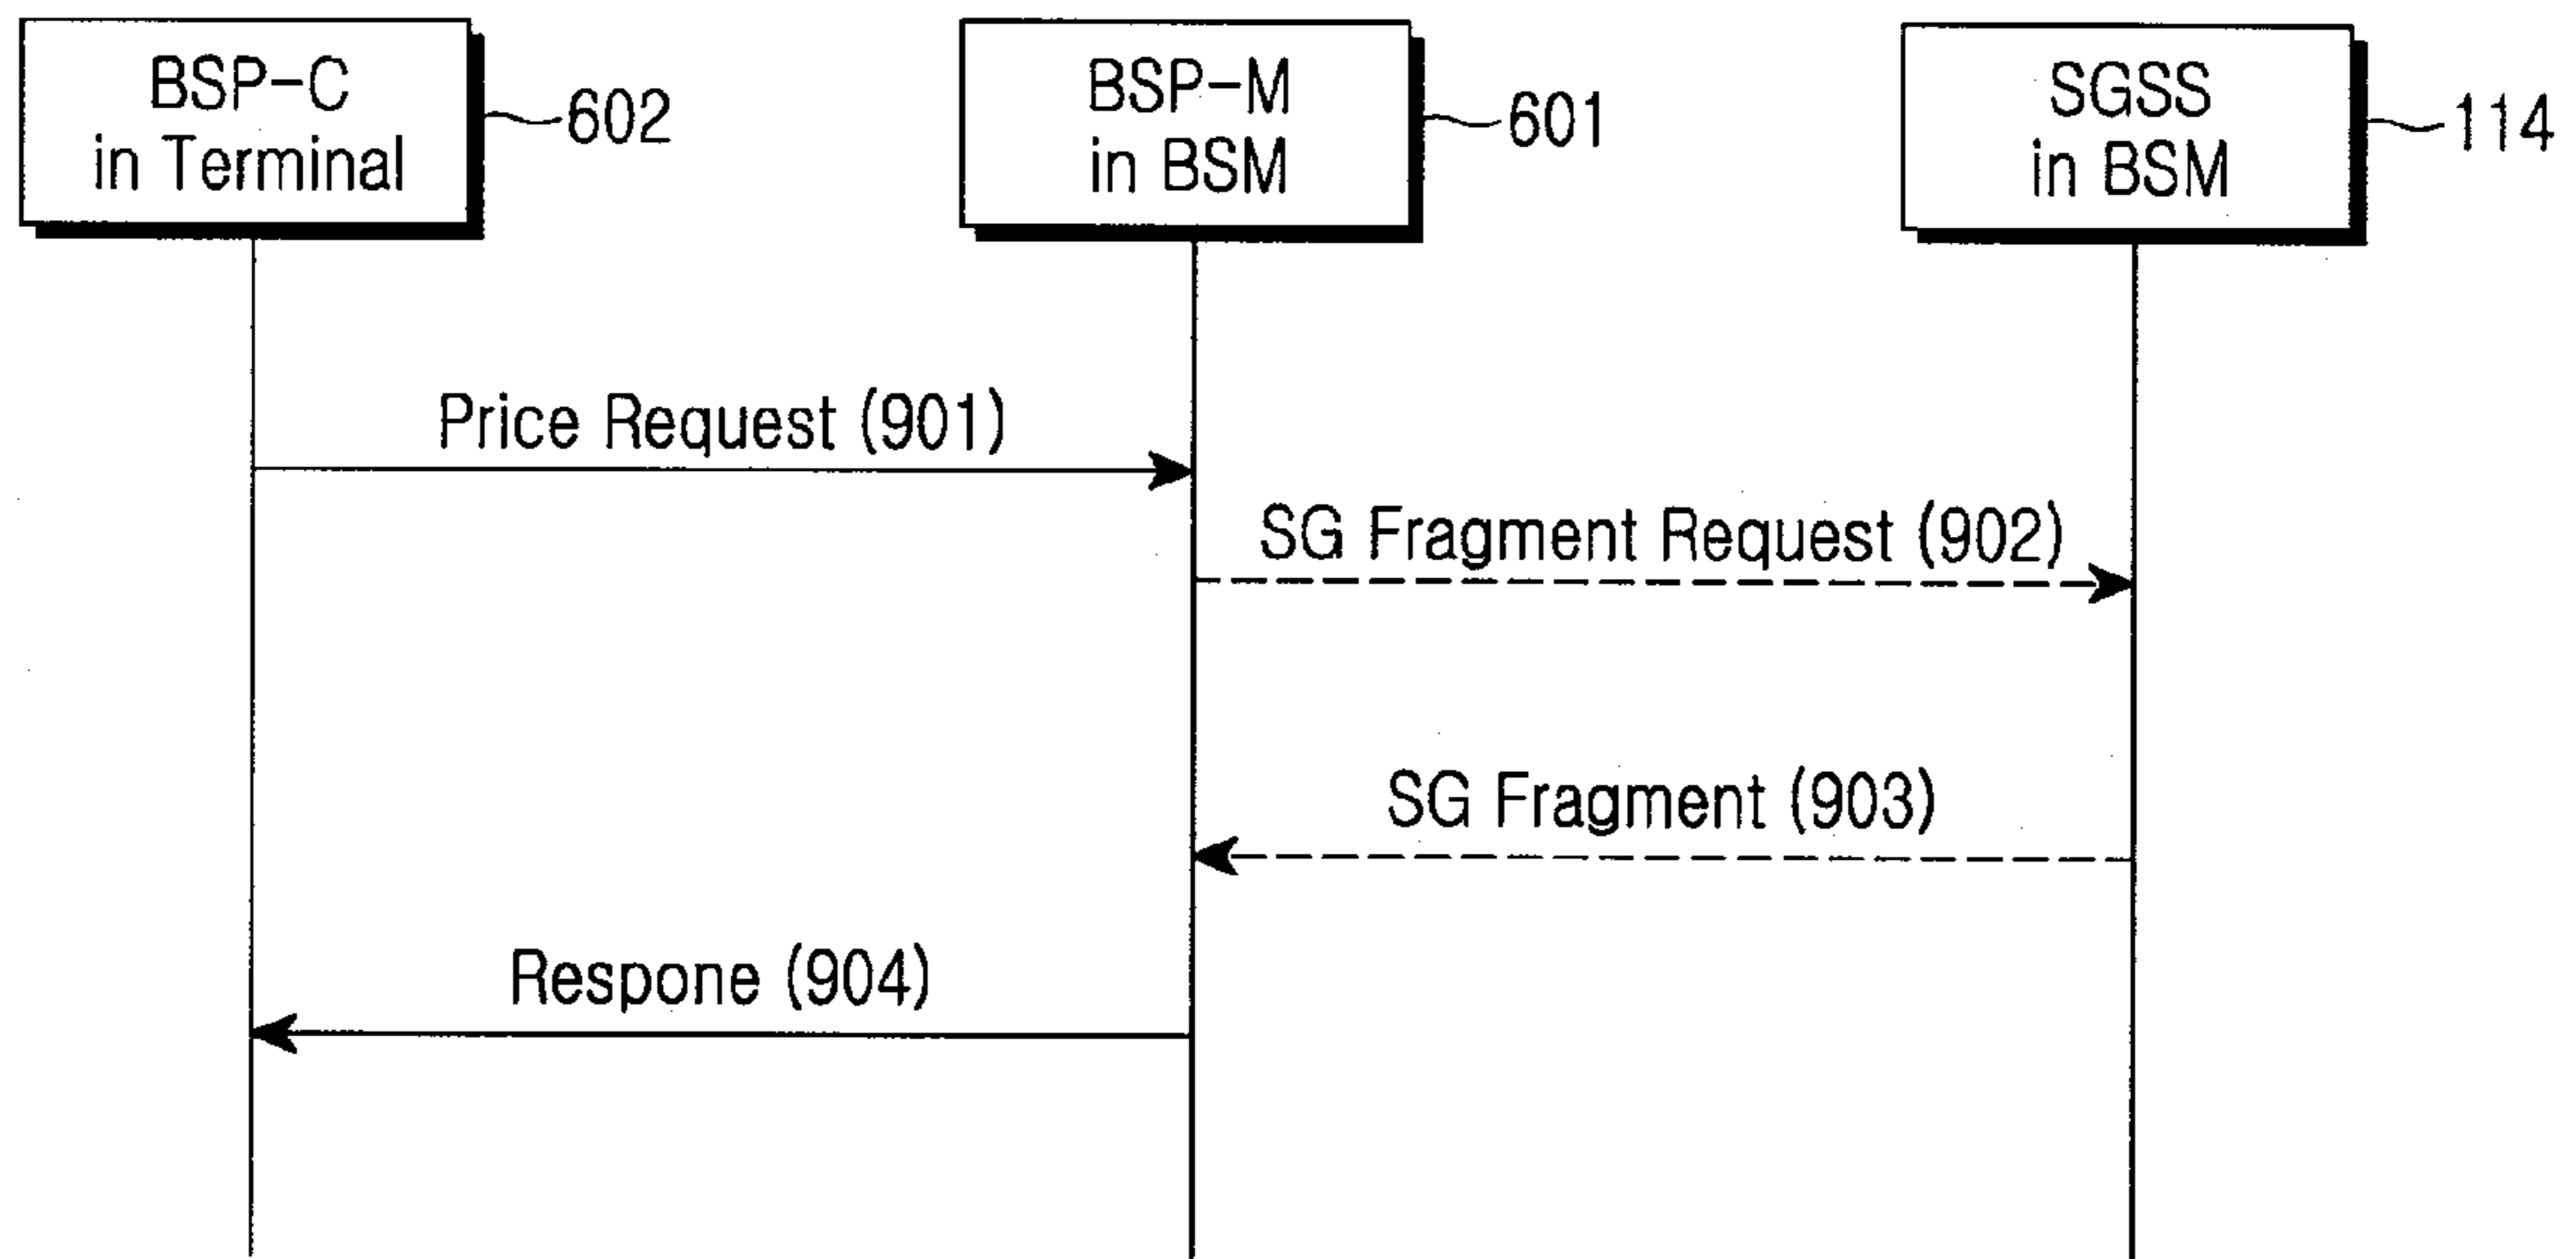 BSP-C
in Terminal
602
BSP-M
in BSM
601
SGSS
in BSM
114
Price Request (901)
SG Fragment Request (902)
SG Fragment (903)
Respone (904)